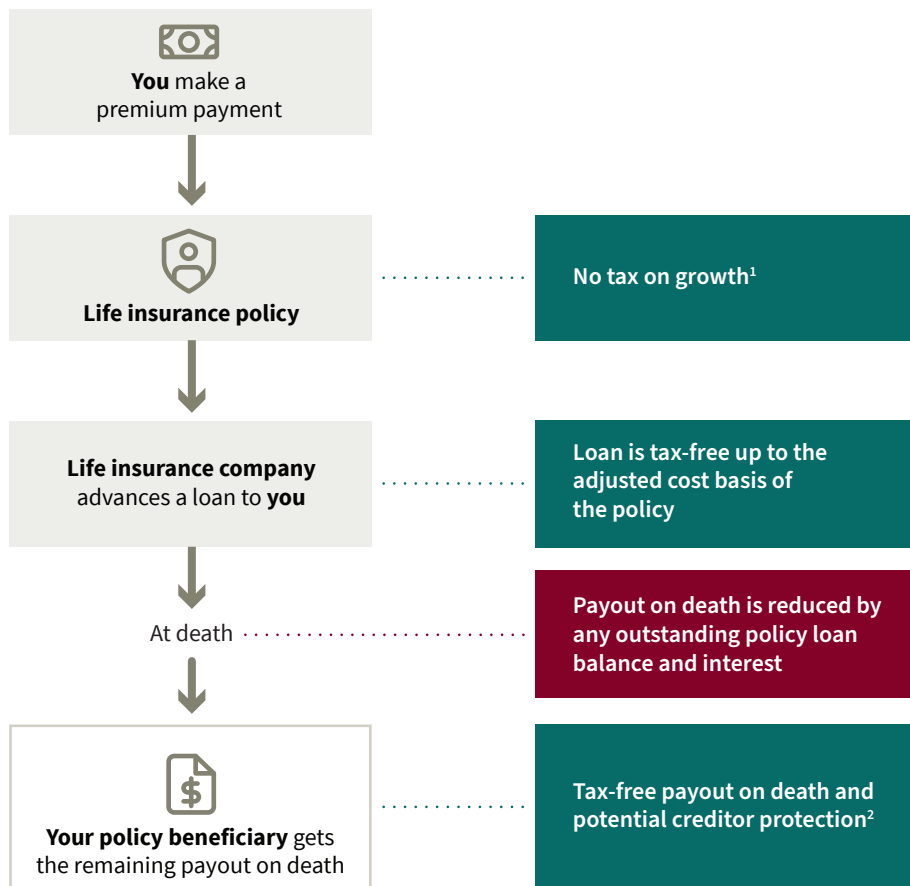 You make a
premium payment
Life insurance policy
No tax on growth1
Life insurance company
advances a loan to you
Loan is tax-free up to the
adjusted cost basis of
the policy
At death
Payout on death is reduced by
any outstanding policy loan
balance and interest
$
Your policy beneficiary gets
the remaining payout on death
Tax-free payout on death and
potential creditor protection2